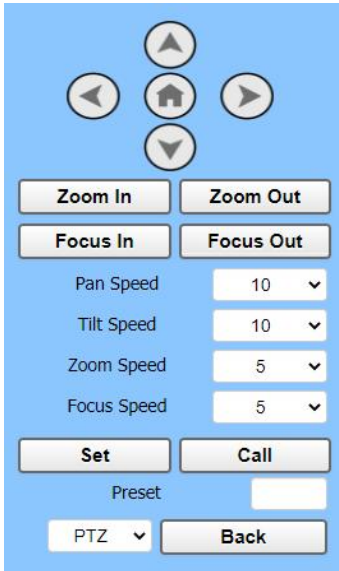 Zoom In Zoom Out
Focus In Focus Out
Pan Speed 10
Tilt Speed 10
Zoom Speed 5
Focus Speed 5
Set Call
Preset
PTZ Back